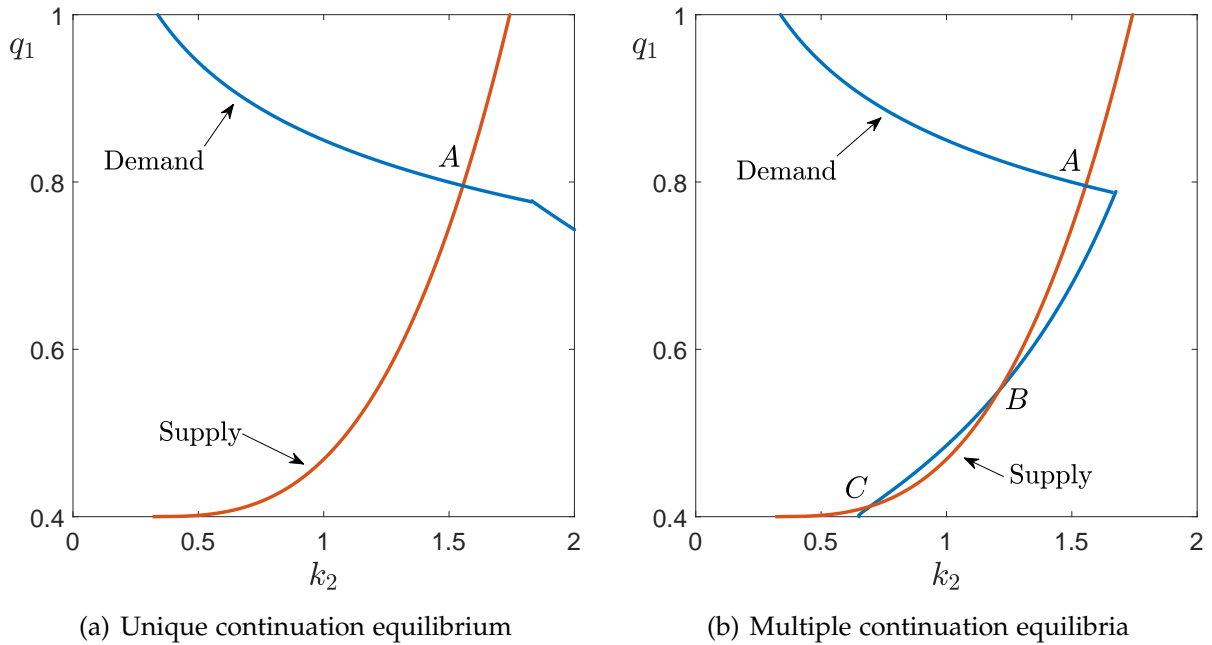 1
q₁
0.8
0.6
0.4
Demand
A
Supply
0
0.5
1
1.5
2
k₂
(a) Unique continuation equilibrium
1
q₁
0.8
0.6
0.4
Demand
A
B
C
Supply
0
0.5
1
1.5
2
k₂
(b) Multiple continuation equilibria